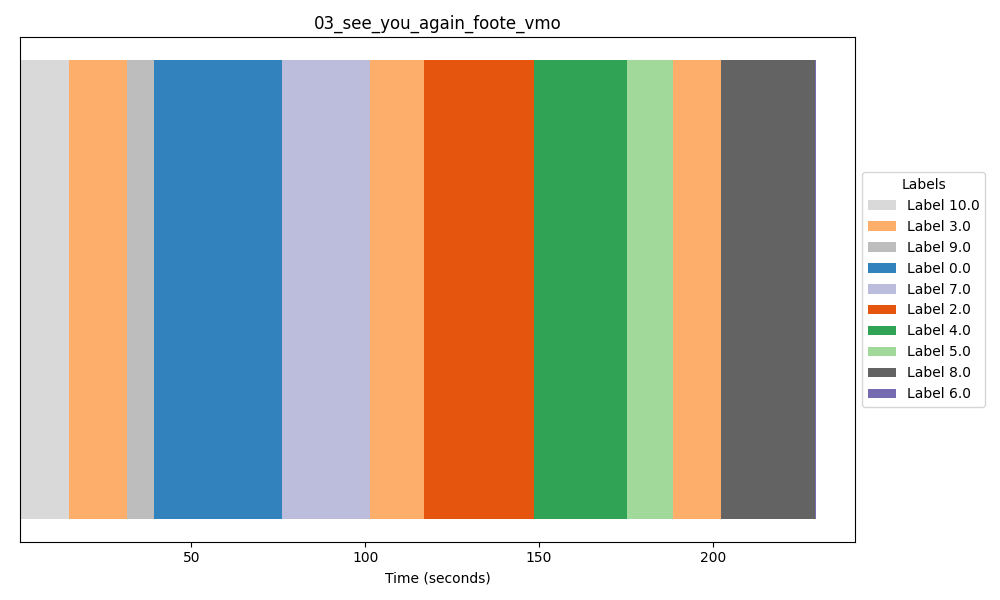 03_see_you_again_foote_vmo
Labels
Label 10.0
Label 3.0
Label 9.0
Label 0.0
Label 7.0
Label 2.0
Label 4.0
Label 5.0
Label 8.0
Label 6.0
50
100
150
200
Time (seconds)